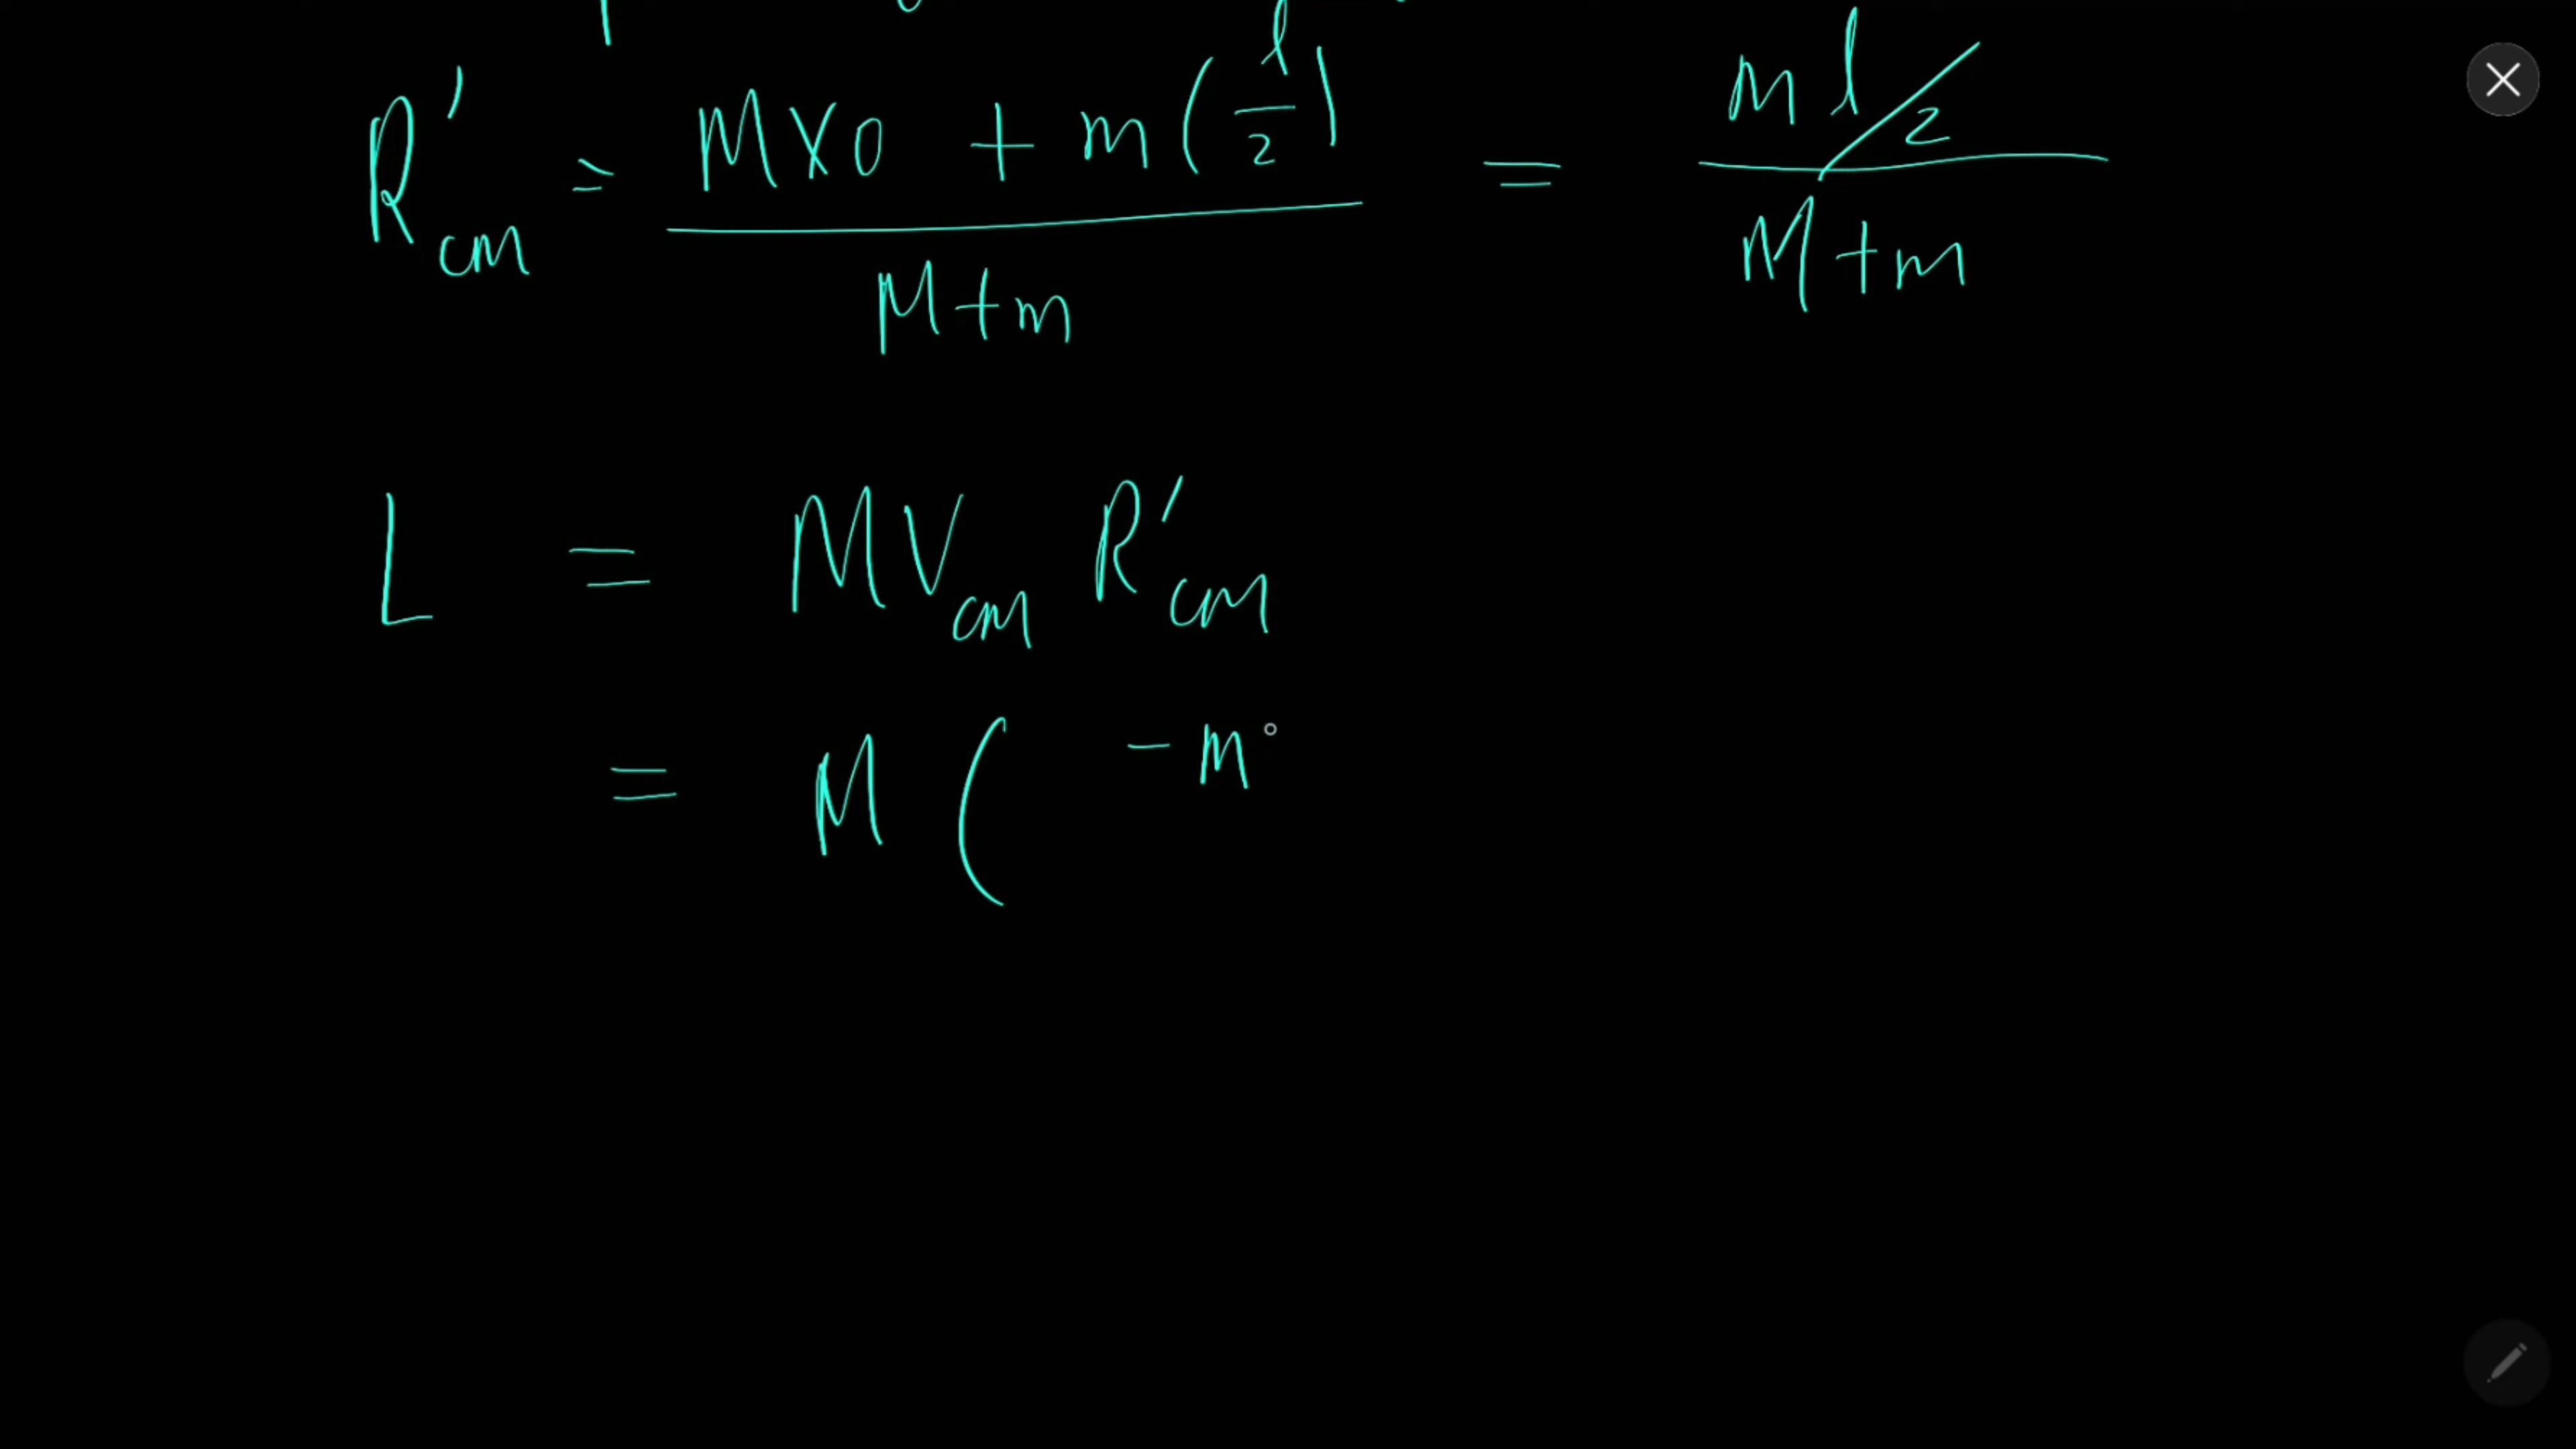 R'cm = (M×0 + m(l/2))/(M+m) = (ml/2)/(M+m)
L = MVcm R'cm
= M ( -m